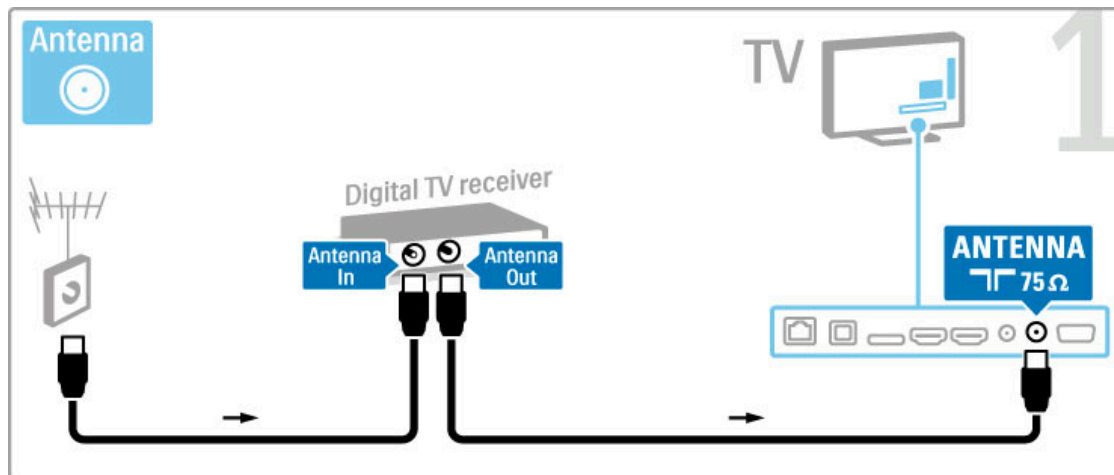 Antenna
TV
1
Digital TV receiver
Antenna
In
Antenna
Out
ANTENNA
75 Ω